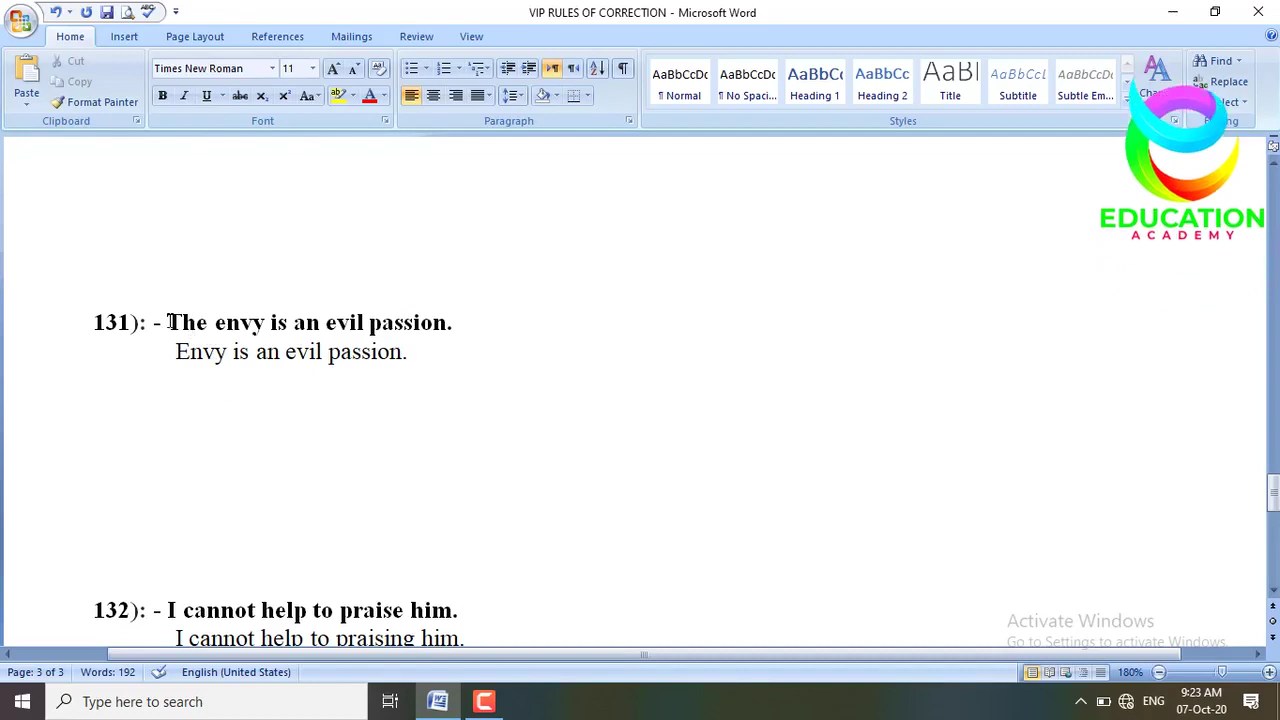 VIP RULES OF CORRECTION - Microsoft Word
Home Insert Page Layout References Mailings Review View
Cut
Copy
Format Painter
Paste
Clipboard
Times New Roman 11
Font
Paragraph
AaBbCcDc AaBbCcDc AaBbC AaBbCc AaB AaBbCcL AaBbCcDc
¶ Normal ¶ No Spaci... Heading 1 Heading 2 Title Subtitle Subtle Em...
Styles
Find
Replace
EDUCATION
ACADEMY
131): - The envy is an evil passion.
Envy is an evil passion.
132): - I cannot help to praise him.
I cannot help to praising him.
Activate Windows
Go to Settings to activate Windows.
Page: 3 of 3 Words: 192 English (United States) 180%
Type here to search
ENG
9:23 AM
07-Oct-20